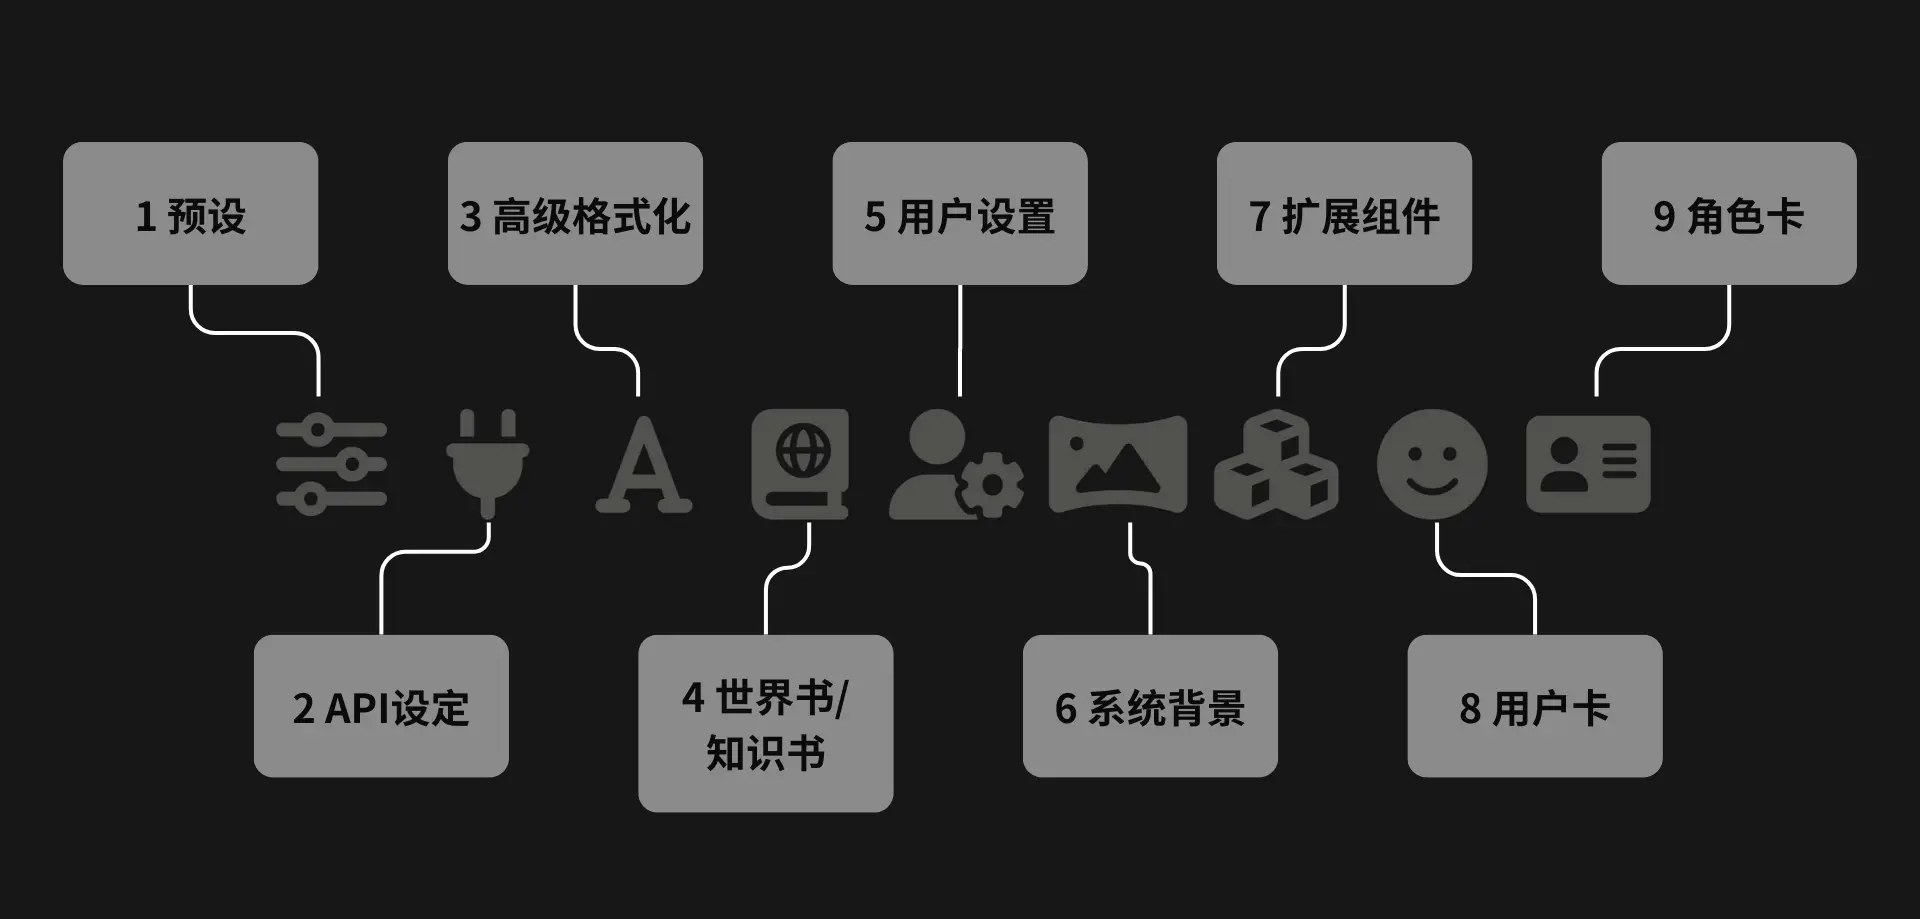 1 预设
3 高级格式化
5 用户设置
7 扩展组件
9 角色卡
2 API设定
4 世界书/
知识书
6 系统背景
8 用户卡